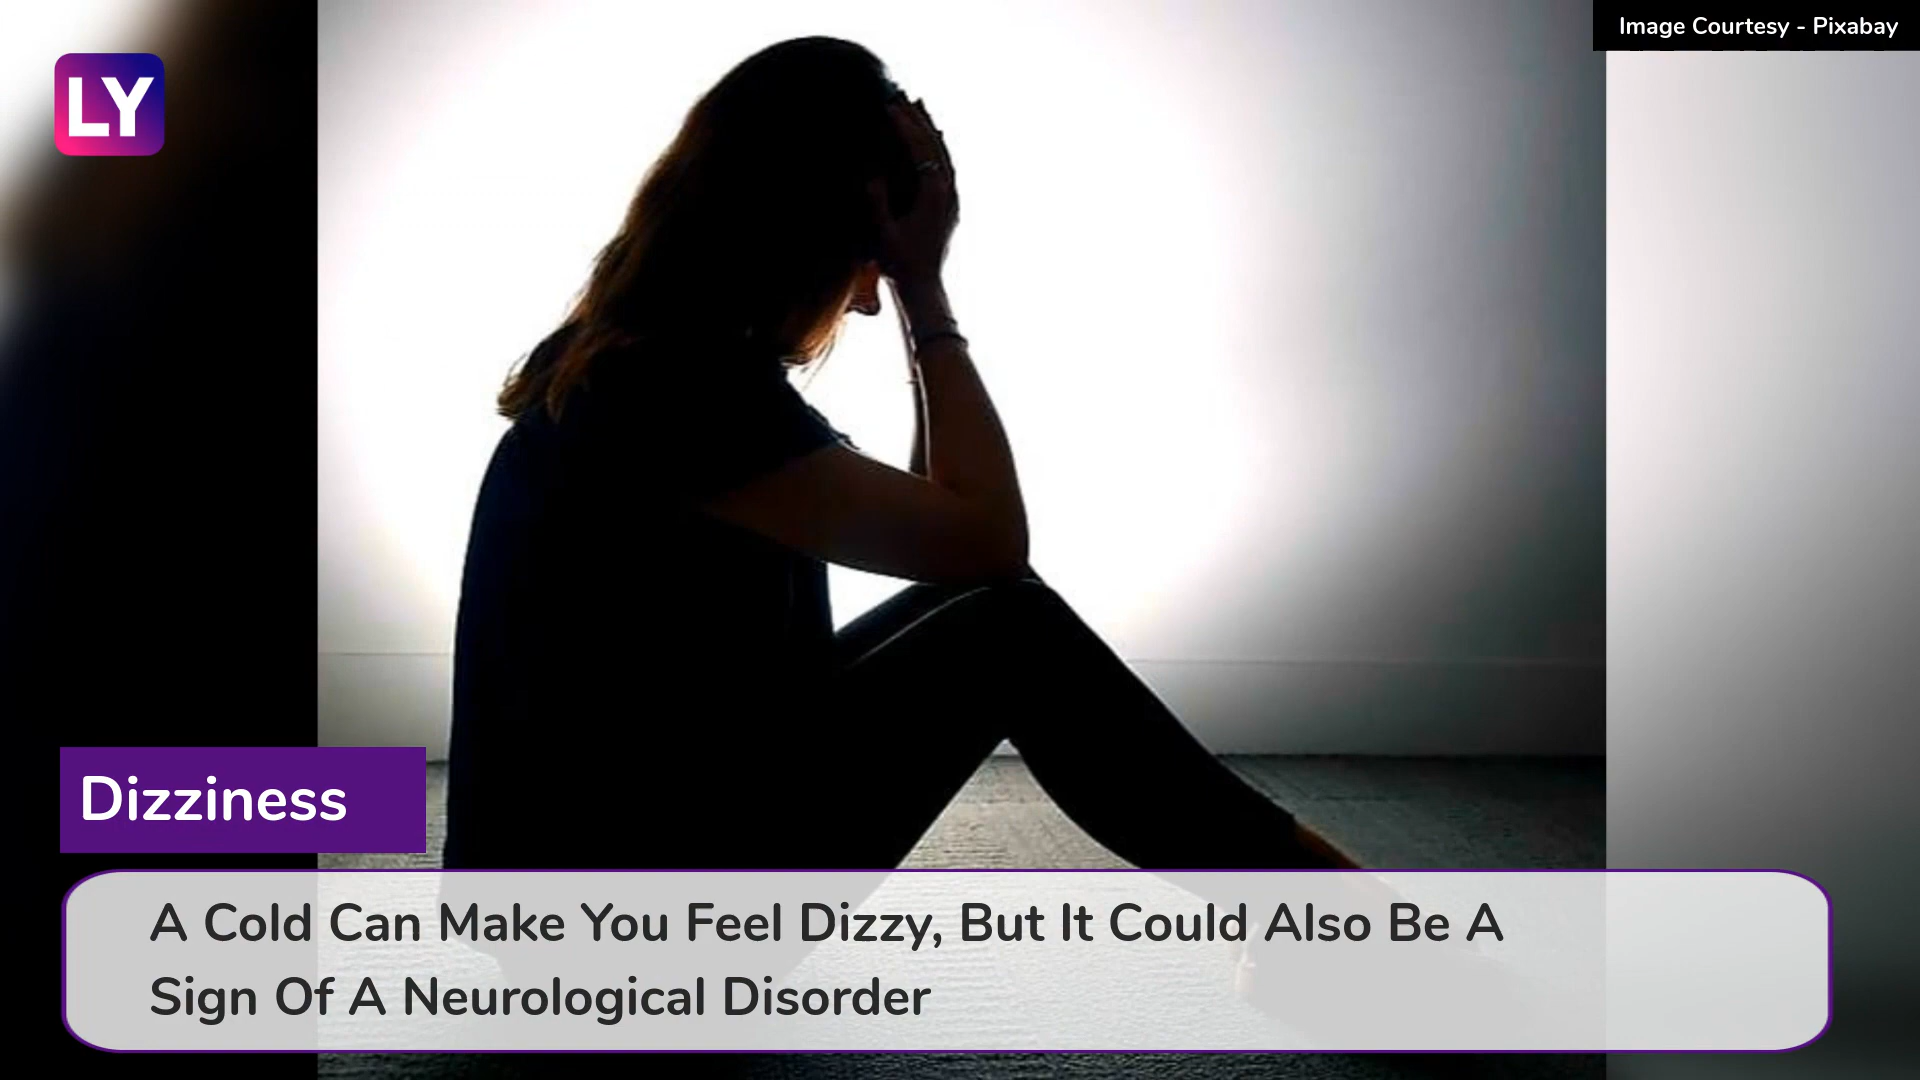 Image Courtesy - Pixabay
LY
Dizziness
A Cold Can Make You Feel Dizzy, But It Could Also Be A
Sign Of A Neurological Disorder